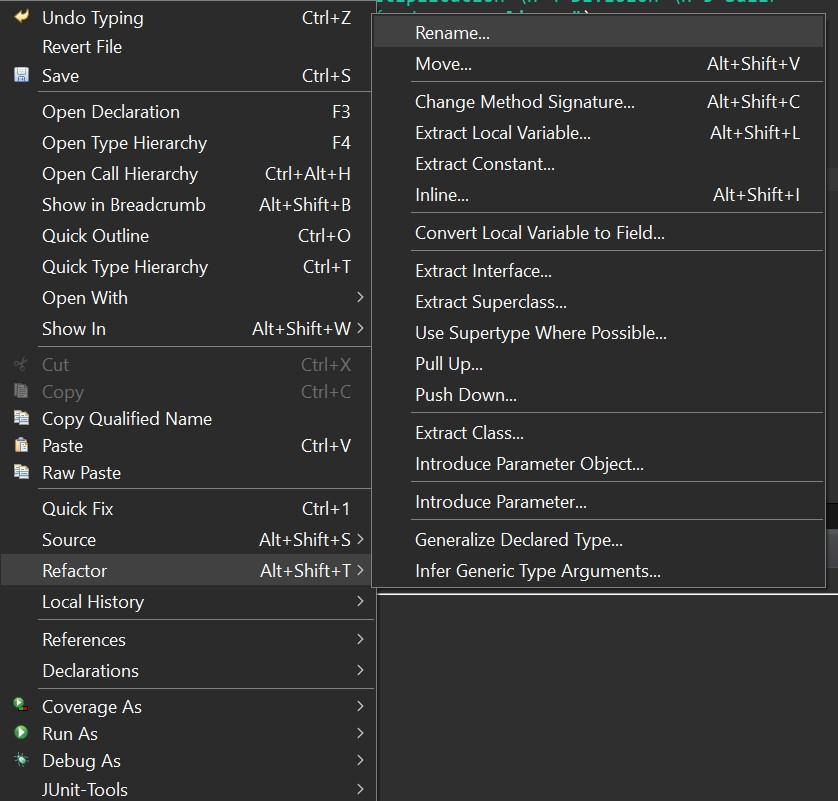 Undo Typing Ctrl+Z
Revert File
Save Ctrl+S
Open Declaration F3
Open Type Hierarchy F4
Open Call Hierarchy Ctrl+Alt+H
Show in Breadcrumb Alt+Shift+B
Quick Outline Ctrl+O
Quick Type Hierarchy Ctrl+T
Open With
Show In Alt+Shift+W
Cut Ctrl+X
Copy Ctrl+C
Copy Qualified Name
Paste Ctrl+V
Raw Paste
Quick Fix Ctrl+1
Source Alt+Shift+S
Refactor Alt+Shift+T
Local History
References
Declarations
Coverage As
Run As
Debug As
JUnit-Tools
Rename...
Move... Alt+Shift+V
Change Method Signature... Alt+Shift+C
Extract Local Variable... Alt+Shift+L
Extract Constant...
Inline... Alt+Shift+I
Convert Local Variable to Field...
Extract Interface...
Extract Superclass...
Use Supertype Where Possible...
Pull Up...
Push Down...
Extract Class...
Introduce Parameter Object...
Introduce Parameter...
Generalize Declared Type...
Infer Generic Type Arguments...